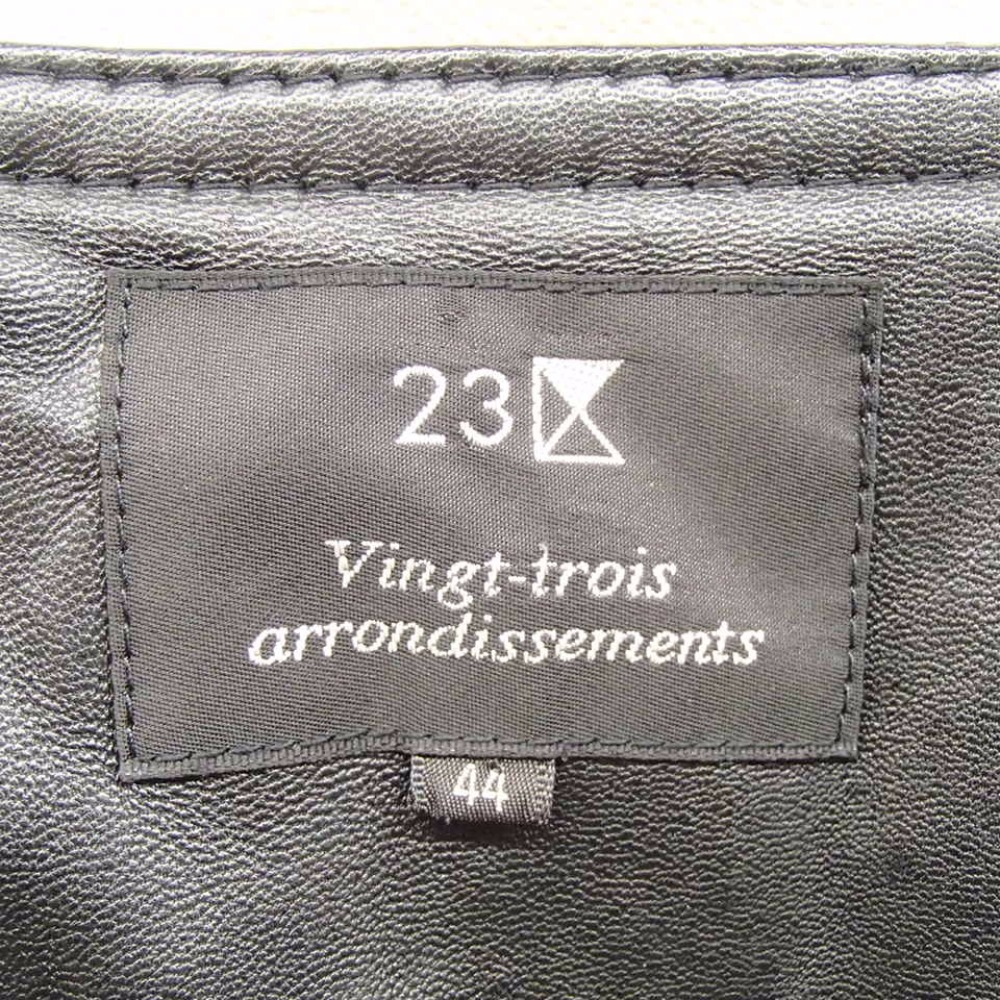 23
Vingt-trois
arrondissements
44